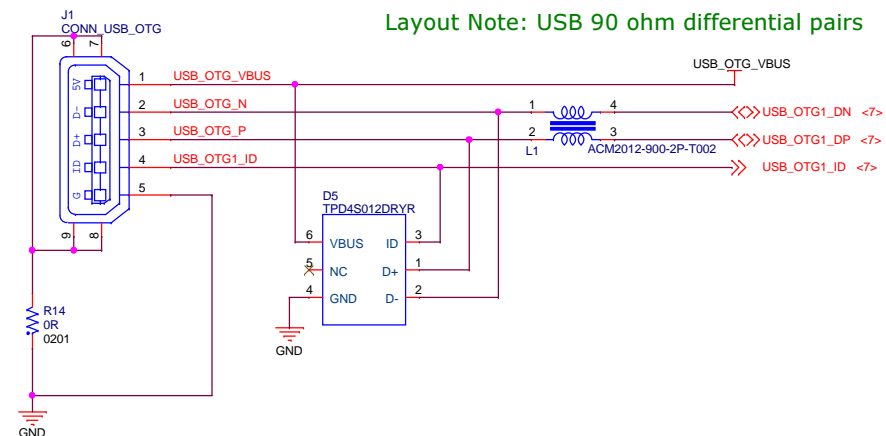 Layout Note: USB 90 ohm differential pairs
J1
CONN_USB_OTG
6 7
USB_OTG_VBUS
5V 1 USB_OTG_VBUS
D- 2 USB_OTG_N 1 4 USB_OTG1_DN <7>
D+ 3 USB_OTG_P 2 3 USB_OTG1_DP <7>
L1 ACM2012-900-2P-T002
ID 4 USB_OTG1_ID USB_OTG1_ID <7>
G 5
9 8
D5
TPD4S012DRYR
6 VBUS ID 3
5 NC D+ 1
4 GND D- 2
GND
R14
0R
0201
GND